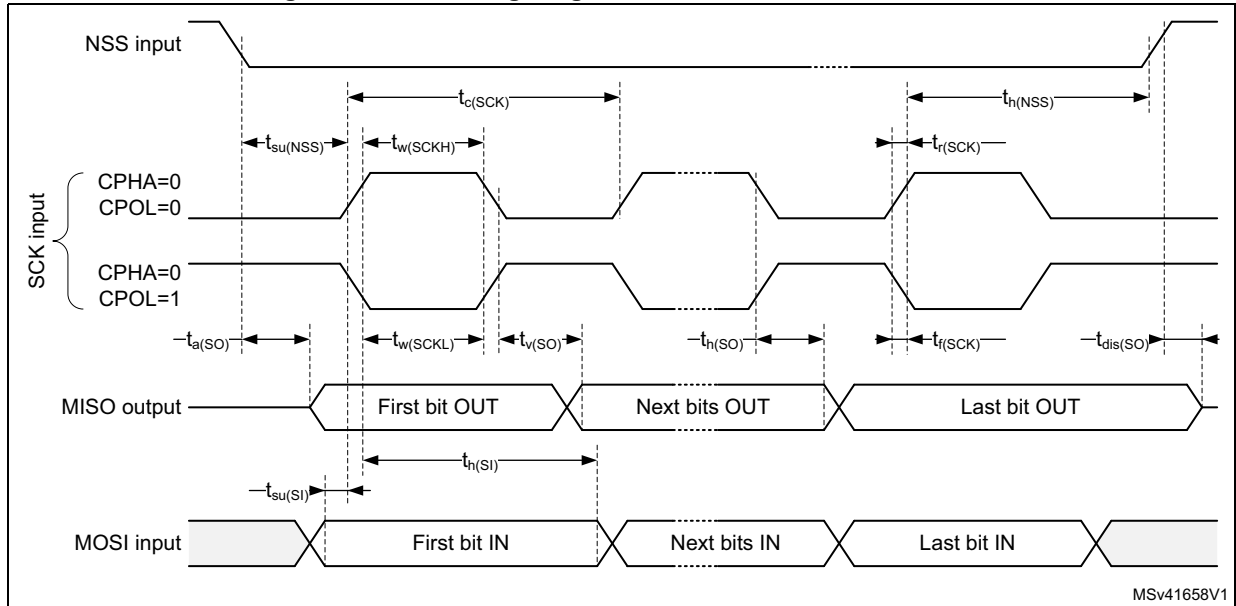 NSS input
tc(SCK)
th(NSS)
tsu(NSS)
tw(SCKH)
tr(SCK)
SCK input
CPHA=0
CPOL=0
CPHA=0
CPOL=1
ta(SO)
tw(SCKL)
tv(SO)
th(SO)
tf(SCK)
tdis(SO)
MISO output
First bit OUT
Next bits OUT
Last bit OUT
th(SI)
tsu(SI)
MOSI input
First bit IN
Next bits IN
Last bit IN
MSv41658V1